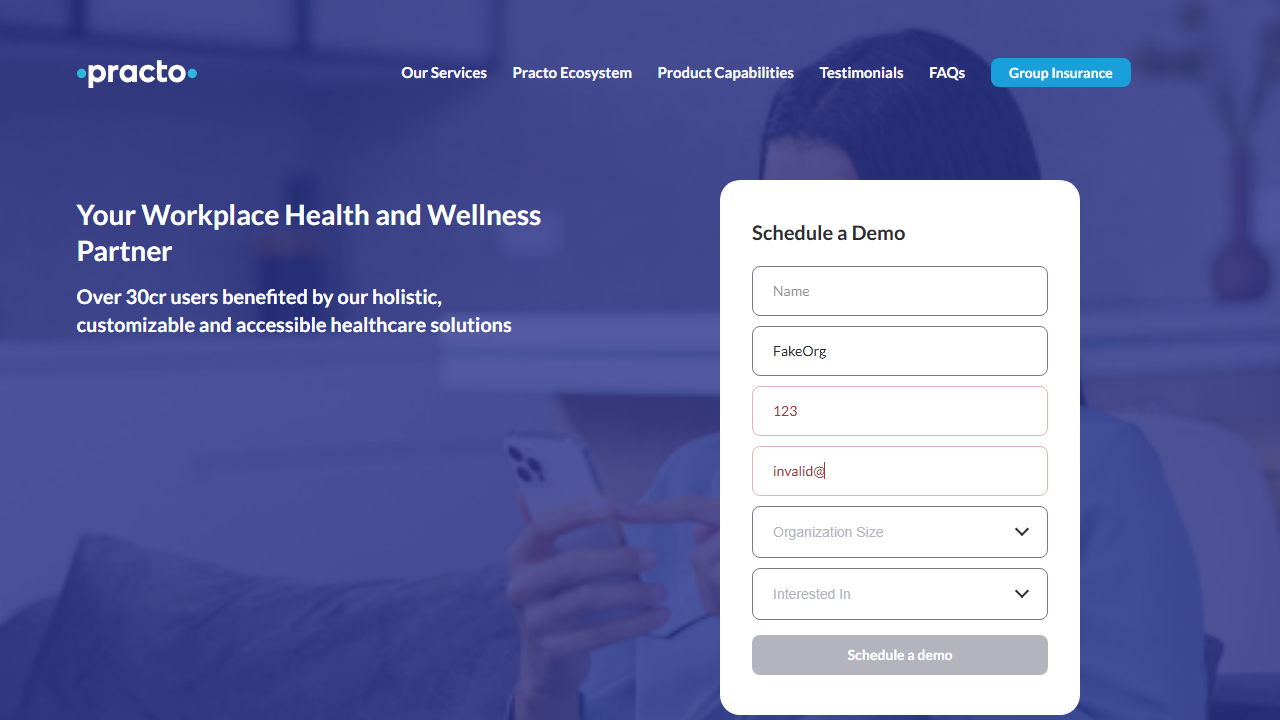 practo
Our Services
Practo Ecosystem
Product Capabilities
Testimonials
FAQs
Group Insurance
Your Workplace Health and Wellness
Partner
Over 30cr users benefited by our holistic,
customizable and accessible healthcare solutions
Schedule a Demo
Name
FakeOrg
123
invalid@
Organization Size
Interested In
Schedule a demo